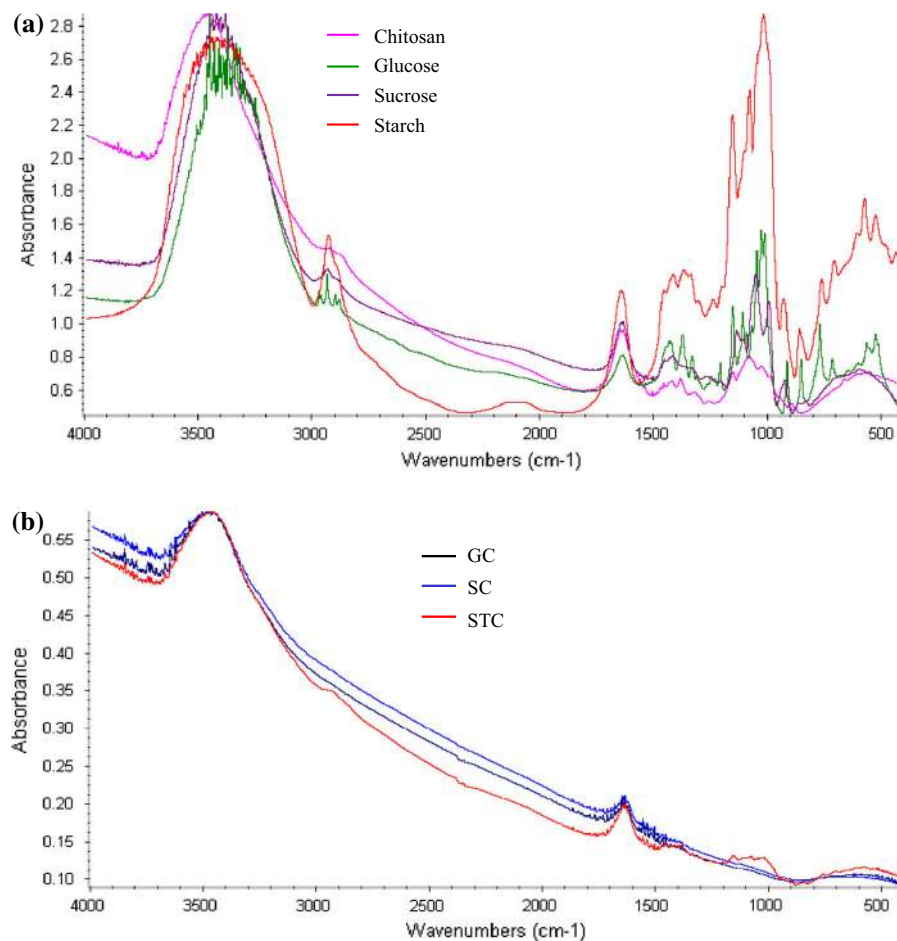 (a)
Chitosan
Glucose
Sucrose
Starch
Absorbance
2.8
2.6
2.4
2.2
2.0
1.8
1.6
1.4
1.2
1.0
0.8
0.6
4000 3500 3000 2500 2000 1500 1000 500
Wavenumbers (cm-1)
(b)
GC
SC
STC
Absorbance
0.55
0.50
0.45
0.40
0.35
0.30
0.25
0.20
0.15
0.10
4000 3500 3000 2500 2000 1500 1000 500
Wavenumbers (cm-1)